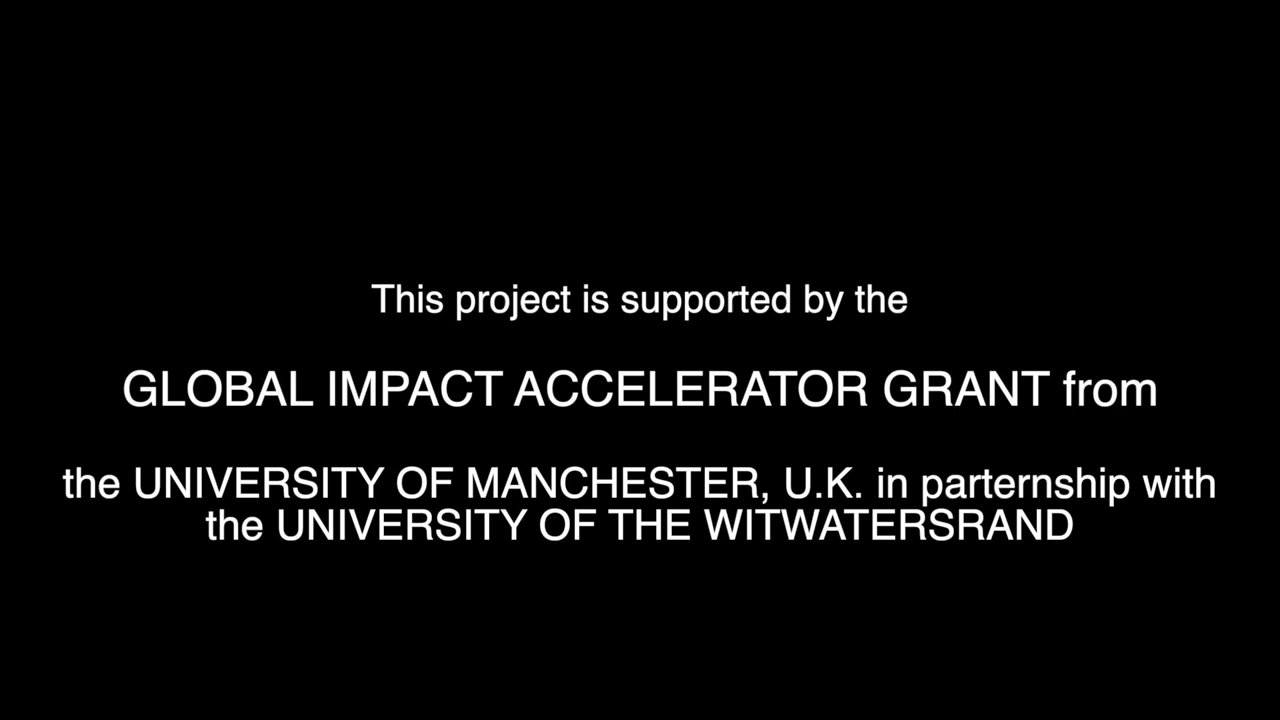 This project is supported by the
GLOBAL IMPACT ACCELERATOR GRANT from
the UNIVERSITY OF MANCHESTER, U.K. in parternship with
the UNIVERSITY OF THE WITWATERSRAND